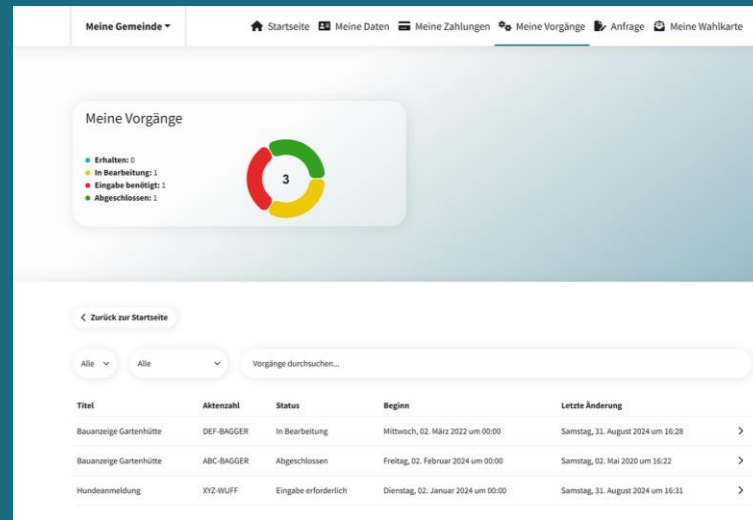 Meine Gemeinde Startseite Meine Daten Meine Zahlungen Meine Vorgänge Anfrage Meine Wahlkarte
Meine Vorgänge
Erhalten: 0
In Bearbeitung: 1
Eingabe benötigt: 1
Abgeschlossen: 1
3
Zurück zur Startseite
Alle Alle Vorgänge durchsuchen...
Titel Aktenzahl Status Beginn Letzte Änderung
Bauanzeige Gartenhütte DEF-BAGGER In Bearbeitung Mittwoch, 02. März 2022 um 00:00 Samstag, 31. August 2024 um 16:28
Bauanzeige Gartenhütte ABC-BAGGER Abgeschlossen Freitag, 02. Februar 2024 um 00:00 Samstag, 02. Mai 2020 um 16:22
Hundeanmeldung XYZ-WUFF Eingabe erforderlich Dienstag, 02. Januar 2024 um 00:00 Samstag, 31. August 2024 um 16:31